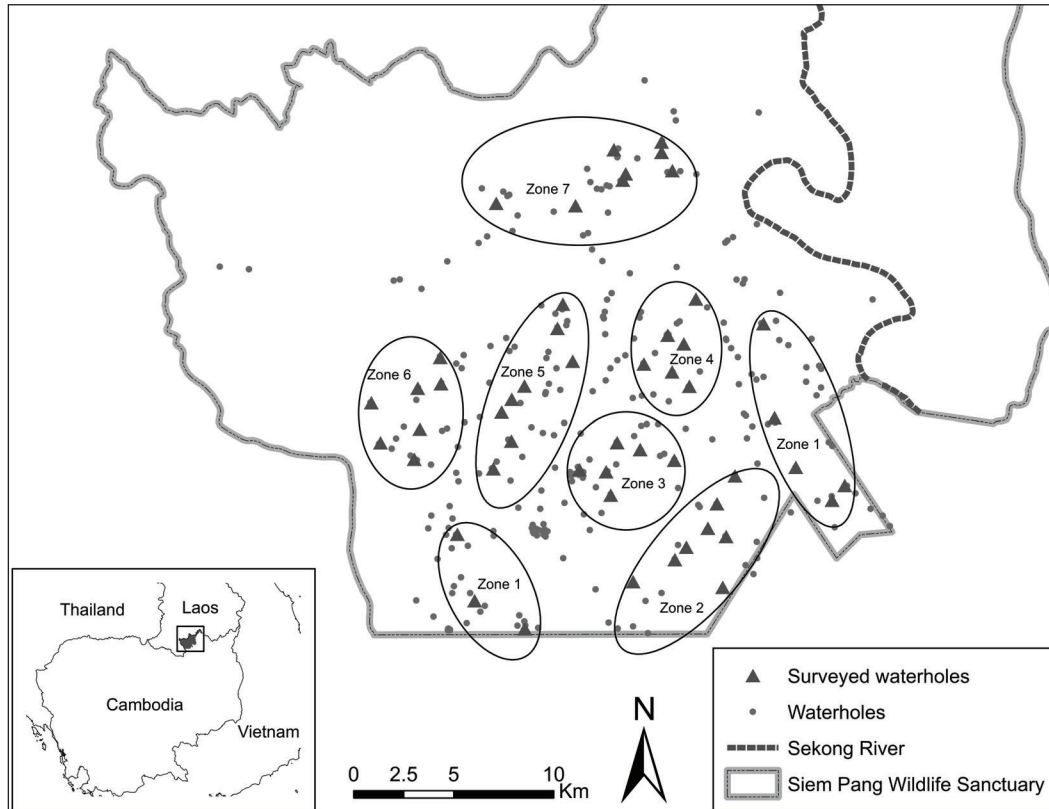 Zone 7
Zone 4
Zone 5
Zone 6
Zone 1
Zone 3
Zone 1
Zone 2
Thailand
Laos
Cambodia
Vietnam
N
0 2.5 5 10
Km
Surveyed waterholes
Waterholes
Sekong River
Siem Pang Wildlife Sanctuary